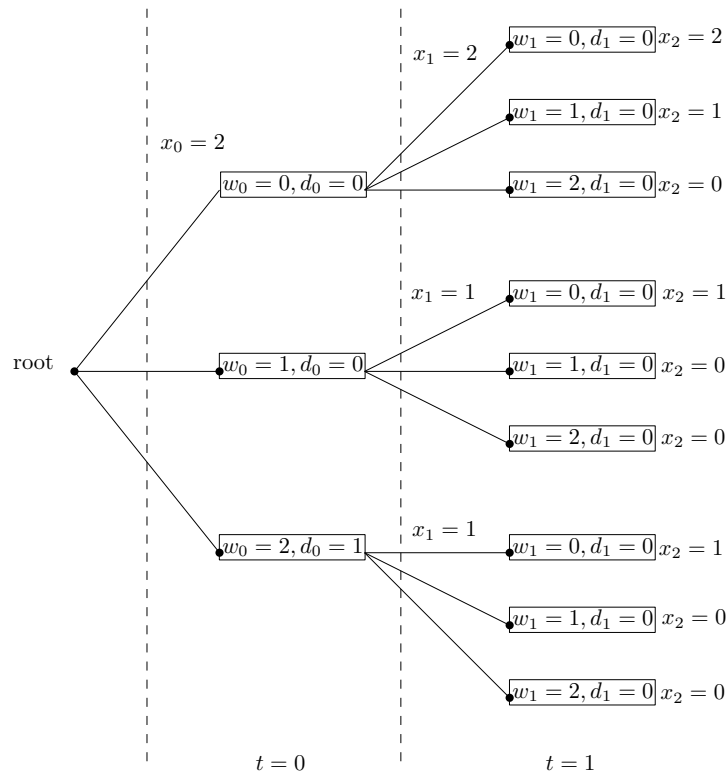 w_1 = 0, d_1 = 0 x_2 = 2
x_1 = 2
w_1 = 1, d_1 = 0 x_2 = 1
x_0 = 2
w_0 = 0, d_0 = 0
w_1 = 2, d_1 = 0 x_2 = 0
x_1 = 1
w_1 = 0, d_1 = 0 x_2 = 1
root
w_0 = 1, d_0 = 0
w_1 = 1, d_1 = 0 x_2 = 0
w_1 = 2, d_1 = 0 x_2 = 0
x_1 = 1
w_0 = 2, d_0 = 1
w_1 = 0, d_1 = 0 x_2 = 1
w_1 = 1, d_1 = 0 x_2 = 0
w_1 = 2, d_1 = 0 x_2 = 0
t = 0
t = 1